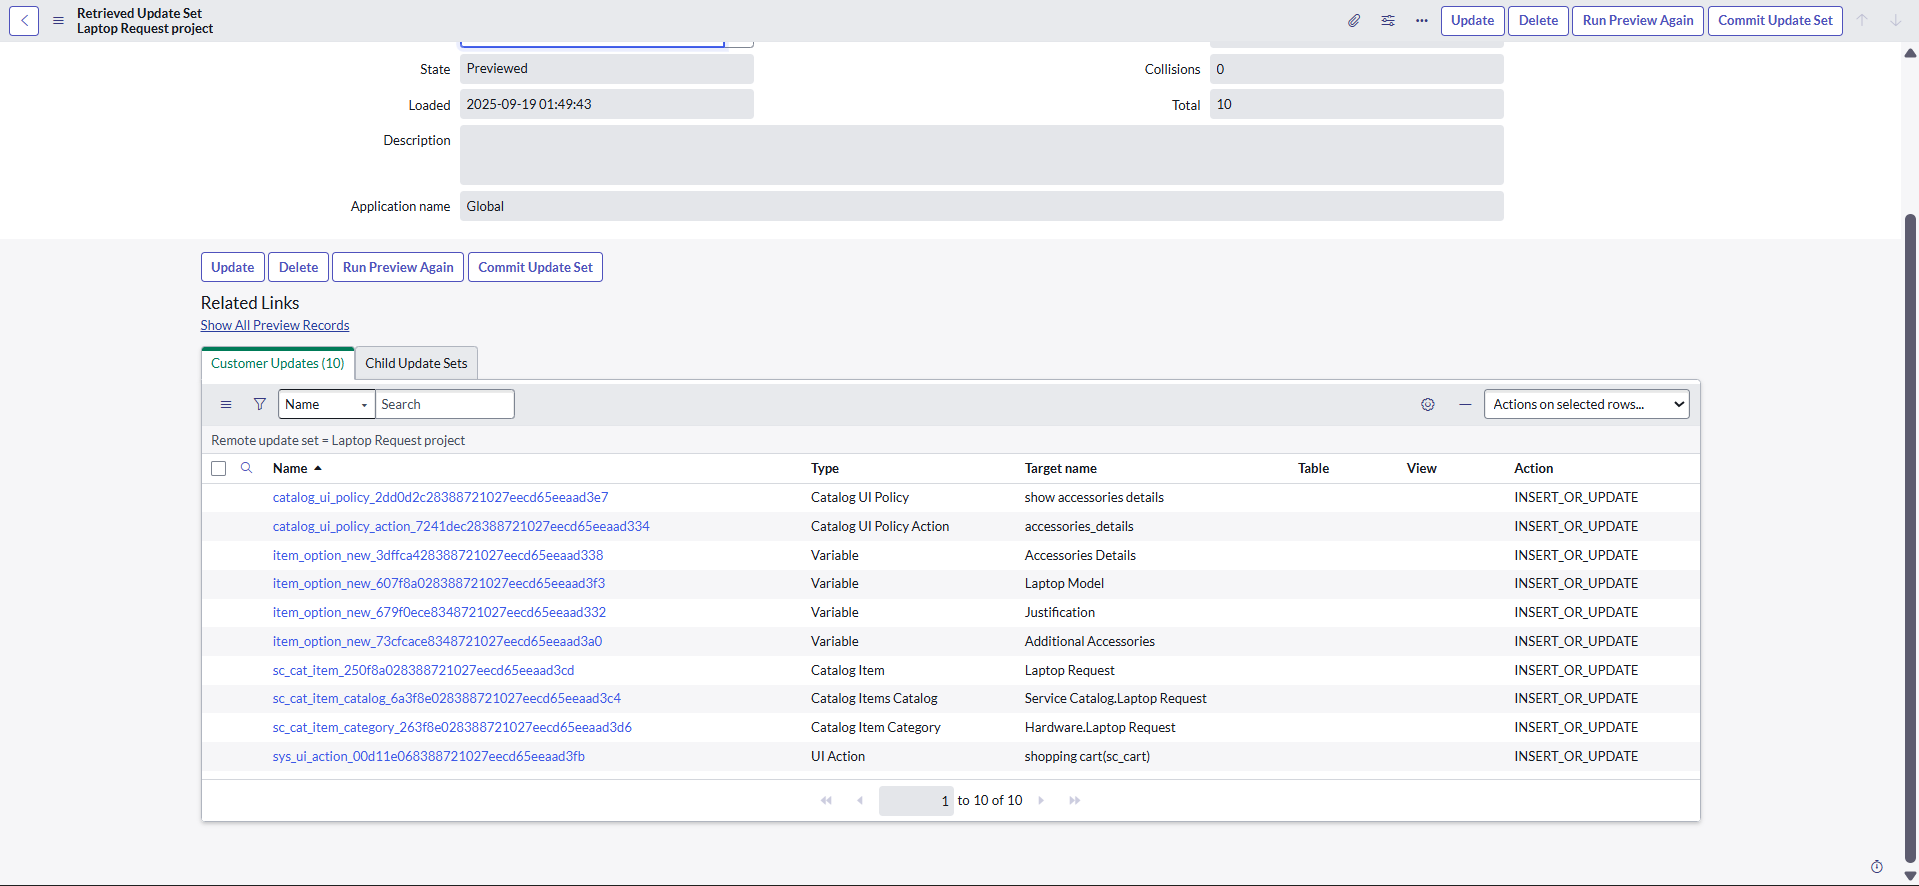 Retrieved Update Set
Laptop Request project
Update Delete Run Preview Again Commit Update Set
State Previewed Collisions 0
Loaded 2025-09-19 01:49:43 Total 10
Description
Application name Global
Update Delete Run Preview Again Commit Update Set
Related Links
Show All Preview Records
Customer Updates (10) Child Update Sets
Name Search Actions on selected rows...
Remote update set = Laptop Request project
Name Type Target name Table View Action
catalog_ui_policy_2dd0d2c28388721027eecd65eeaad3e7 Catalog UI Policy show accessories details INSERT_OR_UPDATE
catalog_ui_policy_action_7241dec28388721027eecd65eeaad334 Catalog UI Policy Action accessories_details INSERT_OR_UPDATE
item_option_new_3dffca428388721027eecd65eeaad338 Variable Accessories Details INSERT_OR_UPDATE
item_option_new_607f8a028388721027eecd65eeaad3f3 Variable Laptop Model INSERT_OR_UPDATE
item_option_new_679f0ece8348721027eecd65eeaad332 Variable Justification INSERT_OR_UPDATE
item_option_new_73cfcace8348721027eecd65eeaad3a0 Variable Additional Accessories INSERT_OR_UPDATE
sc_cat_item_250f8a028388721027eecd65eeaad3cd Catalog Item Laptop Request INSERT_OR_UPDATE
sc_cat_item_catalog_6a3f8e028388721027eecd65eeaad3c4 Catalog Items Catalog Service Catalog.Laptop Request INSERT_OR_UPDATE
sc_cat_item_category_263f8e028388721027eecd65eeaad3d6 Catalog Item Category Hardware.Laptop Request INSERT_OR_UPDATE
sys_ui_action_00d11e068388721027eecd65eeaad3fb UI Action shopping cart(sc_cart) INSERT_OR_UPDATE
1 to 10 of 10